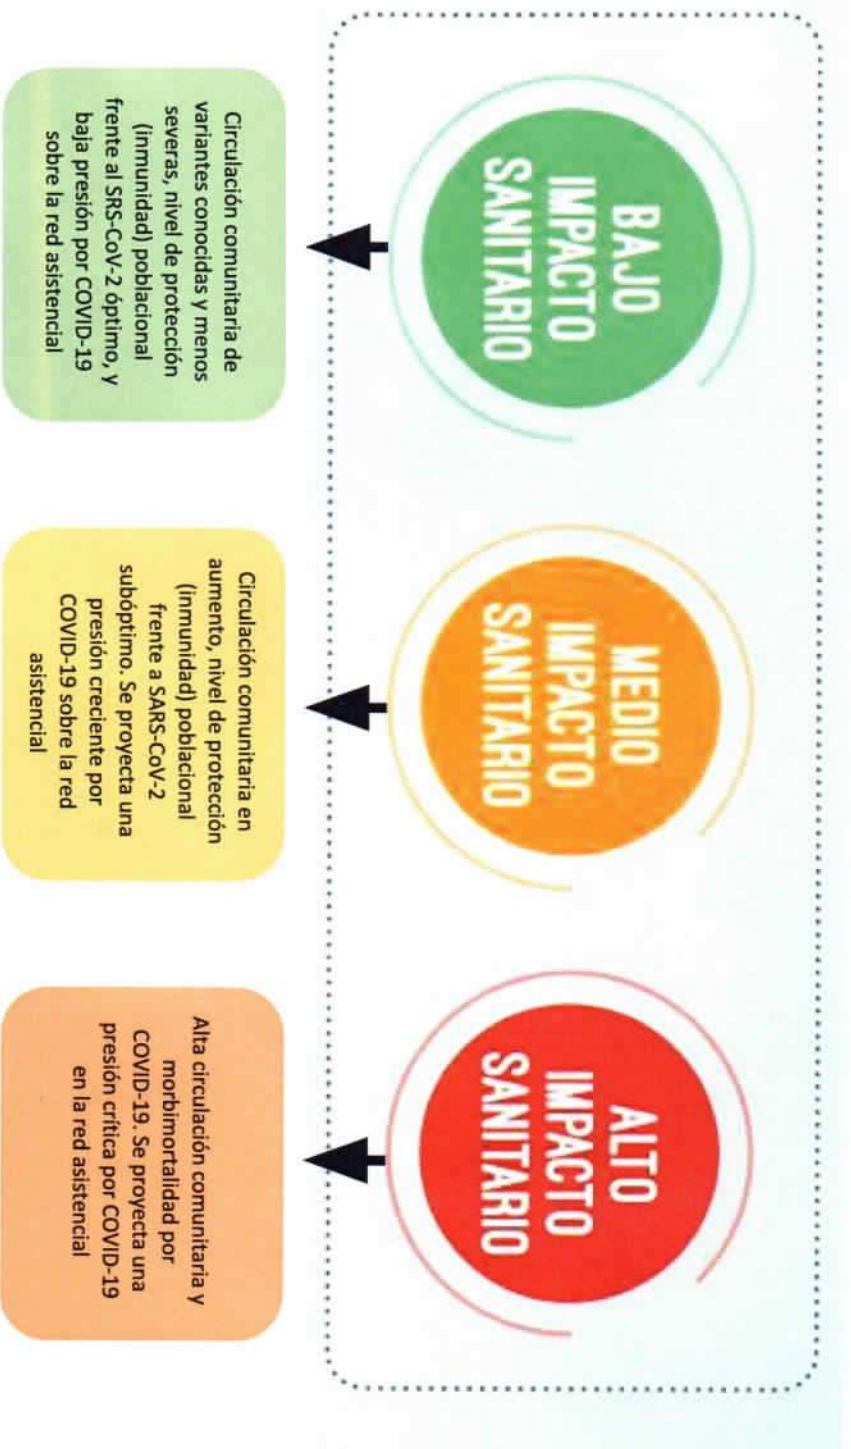 BAJO
IMPACTO
SANITARIO
Circulación comunitaria de
variantes conocidas y menos
severas, nivel de protección
(inmunidad) poblacional
frente al SRS-CoV-2 óptimo, y
baja presión por COVID-19
sobre la red asistencial
MEDIO
IMPACTO
SANITARIO
Circulación comunitaria en
aumento, nivel de protección
(inmunidad) poblacional
frente a SARS-CoV-2
subóptimo. Se proyecta una
presión creciente por
COVID-19 sobre la red
asistencial
ALTO
IMPACTO
SANITARIO
Alta circulación comunitaria y
morbimortalidad por
COVID-19. Se proyecta una
presión crítica por COVID-19
en la red asistencial